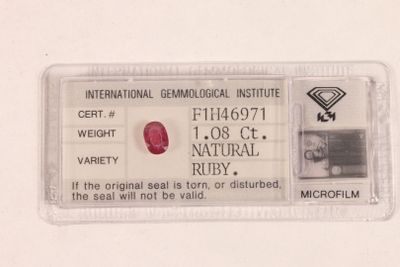 INTERNATIONAL GEMMOLOGICAL INSTITUTE
CERT. # F1H46971
WEIGHT 1.08 Ct.
VARIETY NATURAL RUBY.
If the original seal is torn, or disturbed,
the seal will not be valid.
MICROFILM